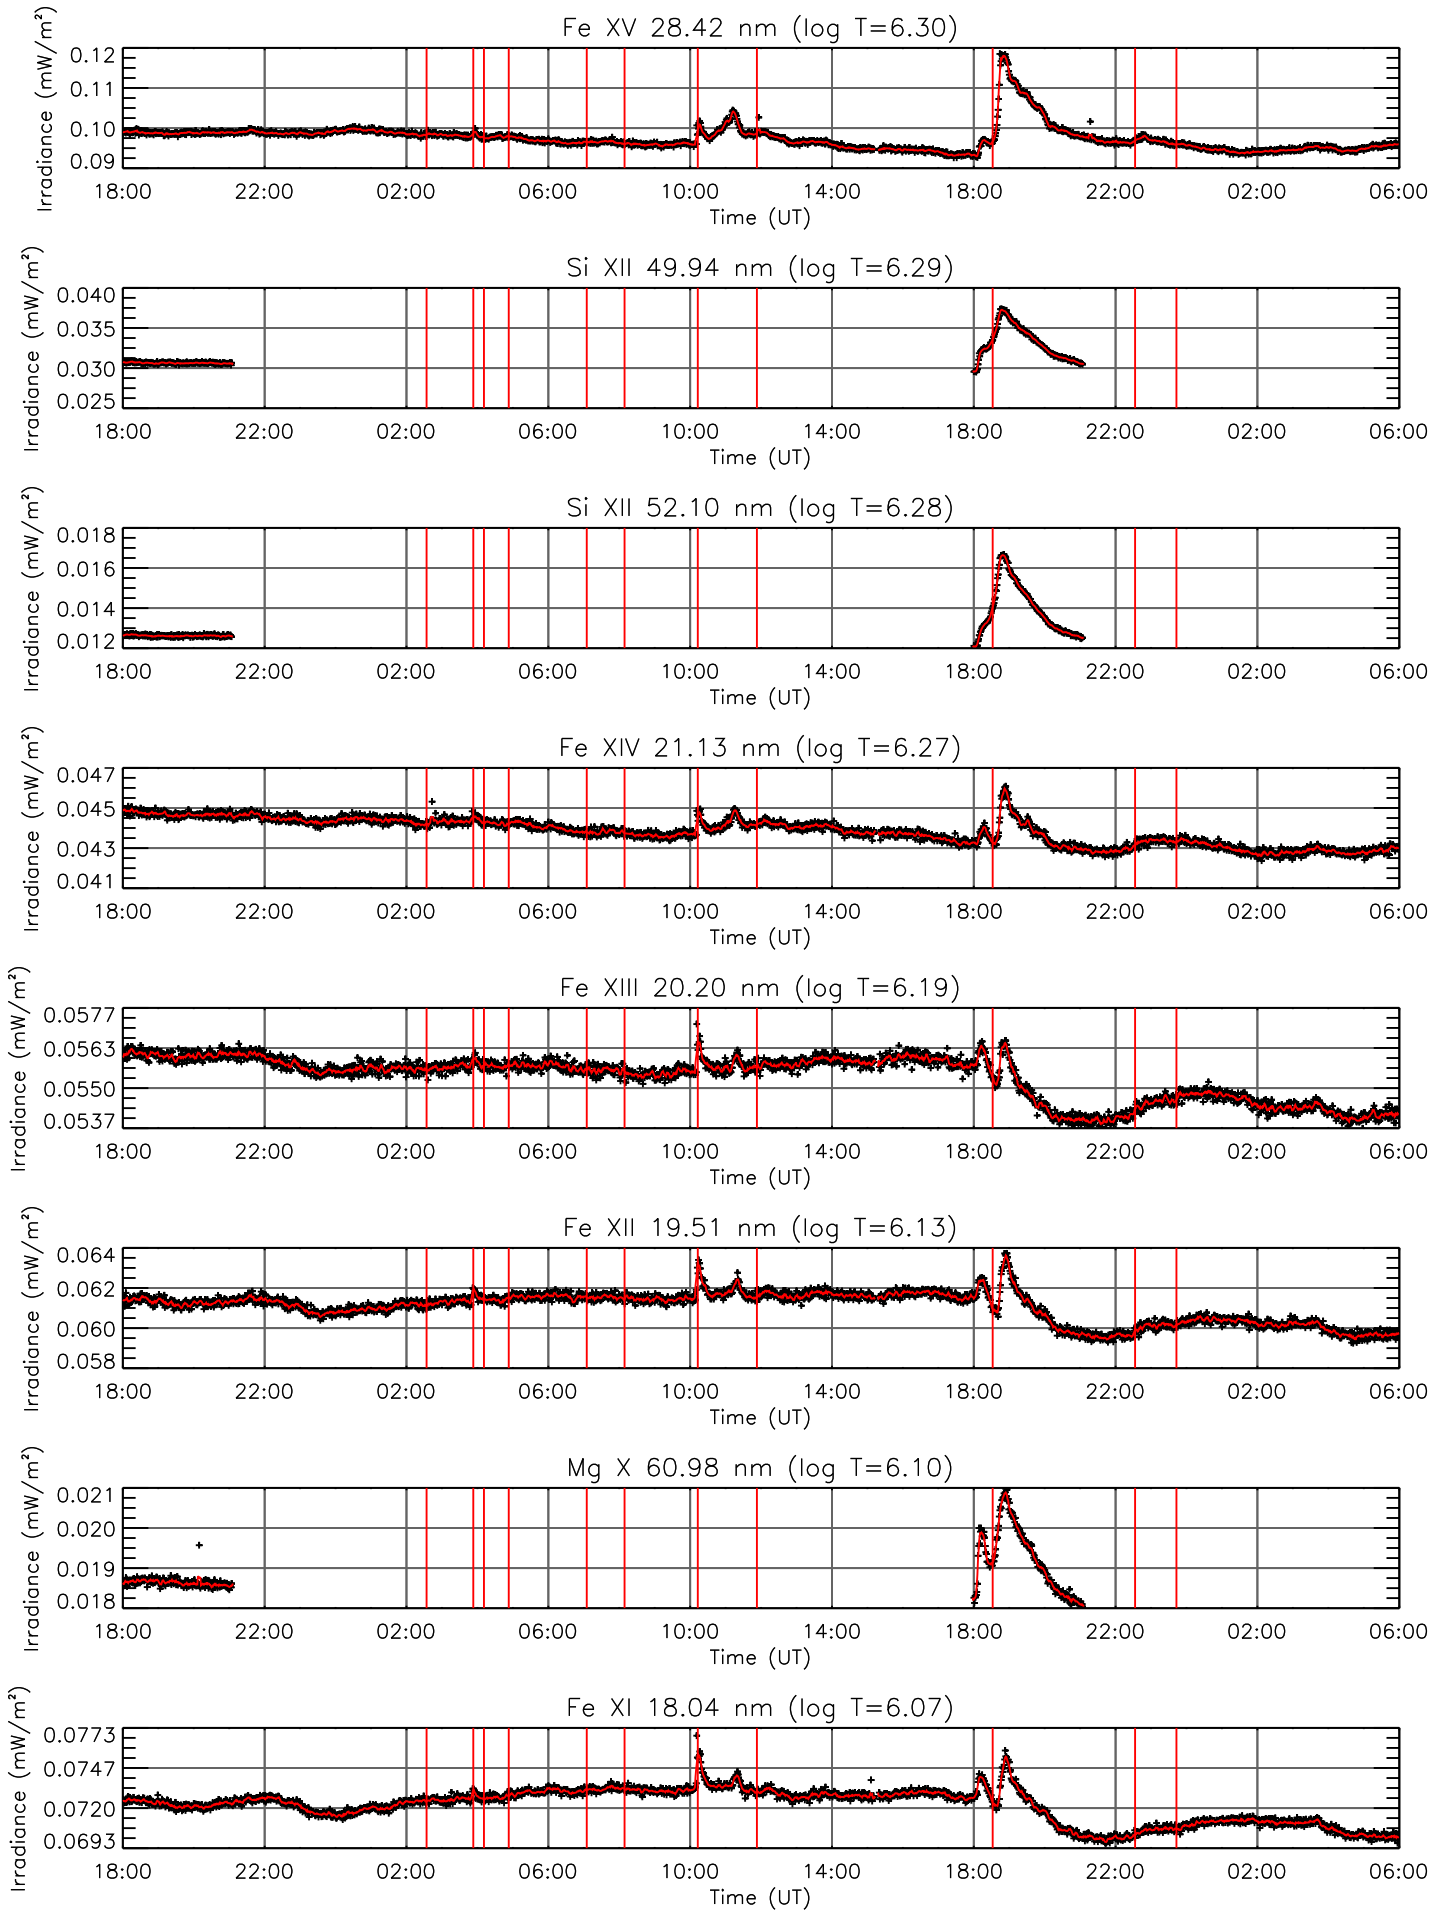 Fe XV 28.42 nm (log T=6.30)
Irradiance (mW/m²)
0.12
0.11
0.10
0.09
18:00 22:00 02:00 06:00 10:00 14:00 18:00 22:00 02:00 06:00
Time (UT)
Si XII 49.94 nm (log T=6.29)
Irradiance (mW/m²)
0.040
0.035
0.030
0.025
18:00 22:00 02:00 06:00 10:00 14:00 18:00 22:00 02:00 06:00
Time (UT)
Si XII 52.10 nm (log T=6.28)
Irradiance (mW/m²)
0.018
0.016
0.014
0.012
18:00 22:00 02:00 06:00 10:00 14:00 18:00 22:00 02:00 06:00
Time (UT)
Fe XIV 21.13 nm (log T=6.27)
Irradiance (mW/m²)
0.047
0.045
0.043
0.041
18:00 22:00 02:00 06:00 10:00 14:00 18:00 22:00 02:00 06:00
Time (UT)
Fe XIII 20.20 nm (log T=6.19)
Irradiance (mW/m²)
0.0577
0.0563
0.0550
0.0537
18:00 22:00 02:00 06:00 10:00 14:00 18:00 22:00 02:00 06:00
Time (UT)
Fe XII 19.51 nm (log T=6.13)
Irradiance (mW/m²)
0.064
0.062
0.060
0.058
18:00 22:00 02:00 06:00 10:00 14:00 18:00 22:00 02:00 06:00
Time (UT)
Mg X 60.98 nm (log T=6.10)
Irradiance (mW/m²)
0.021
0.020
0.019
0.018
18:00 22:00 02:00 06:00 10:00 14:00 18:00 22:00 02:00 06:00
Time (UT)
Fe XI 18.04 nm (log T=6.07)
Irradiance (mW/m²)
0.0773
0.0747
0.0720
0.0693
18:00 22:00 02:00 06:00 10:00 14:00 18:00 22:00 02:00 06:00
Time (UT)